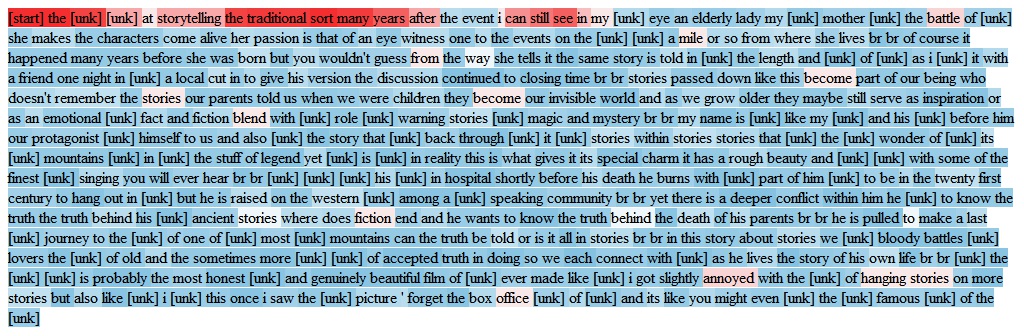 [start] the [unk] [unk] at storytelling the traditional sort many years after the event i can still see in my [unk] eye an elderly lady my [unk] mother [unk] the battle of [unk]
she makes the characters come alive her passion is that of an eye witness one to the events on the [unk] [unk] a mile or so from where she lives br br of course it
happened many years before she was born but you wouldn't guess from the way she tells it the same story is told in [unk] the length and [unk] of [unk] as i [unk] it with
a friend one night in [unk] a local cut in to give his version the discussion continued to closing time br br stories passed down like this become part of our being who
doesn't remember the stories our parents told us when we were children they become our invisible world and as we grow older they maybe still serve as inspiration or
as an emotional [unk] fact and fiction blend with [unk] role [unk] warning stories [unk] magic and mystery br br my name is [unk] like my [unk] and his [unk] before him
our protagonist [unk] himself to us and also [unk] the story that [unk] back through [unk] it [unk] stories within stories stories that [unk] the [unk] wonder of [unk] its
[unk] mountains [unk] in [unk] the stuff of legend yet [unk] is [unk] in reality this is what gives it its special charm it has a rough beauty and [unk] [unk] with some of the
finest [unk] singing you will ever hear br br [unk] [unk] [unk] his [unk] in hospital shortly before his death he burns with [unk] part of him [unk] to be in the twenty first
century to hang out in [unk] but he is raised on the western [unk] among a [unk] speaking community br br yet there is a deeper conflict within him he [unk] to know the
truth the truth behind his [unk] ancient stories where does fiction end and he wants to know the truth behind the death of his parents br br he is pulled to make a last
[unk] journey to the [unk] of one of [unk] most [unk] mountains can the truth be told or is it all in stories br br in this story about stories we [unk] bloody battles [unk]
lovers the [unk] of old and the sometimes more [unk] [unk] of accepted truth in doing so we each connect with [unk] as he lives the story of his own life br br [unk] the
[unk] [unk] is probably the most honest [unk] and genuinely beautiful film of [unk] ever made like [unk] i got slightly annoyed with the [unk] of hanging stories on more
stories but also like [unk] i [unk] this once i saw the [unk] picture ' forget the box office [unk] of [unk] and its like you might even [unk] the [unk] famous [unk] of the
[unk]